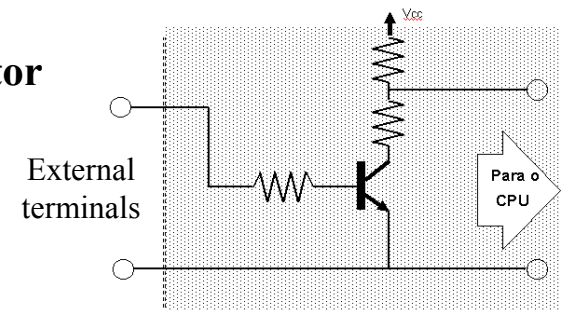 Vcc
tor
External
terminals
Para o
CPU